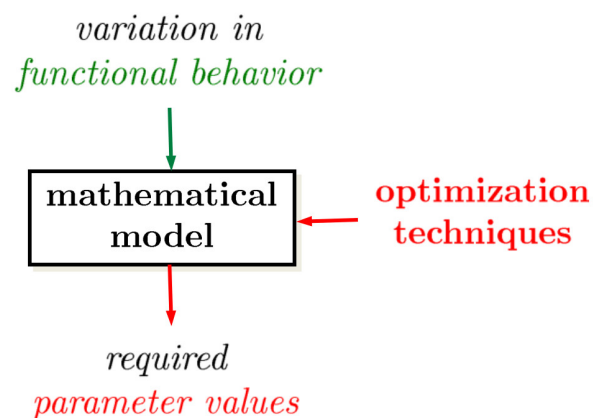 variation in
functional behavior
mathematical
model
optimization
techniques
required
parameter values